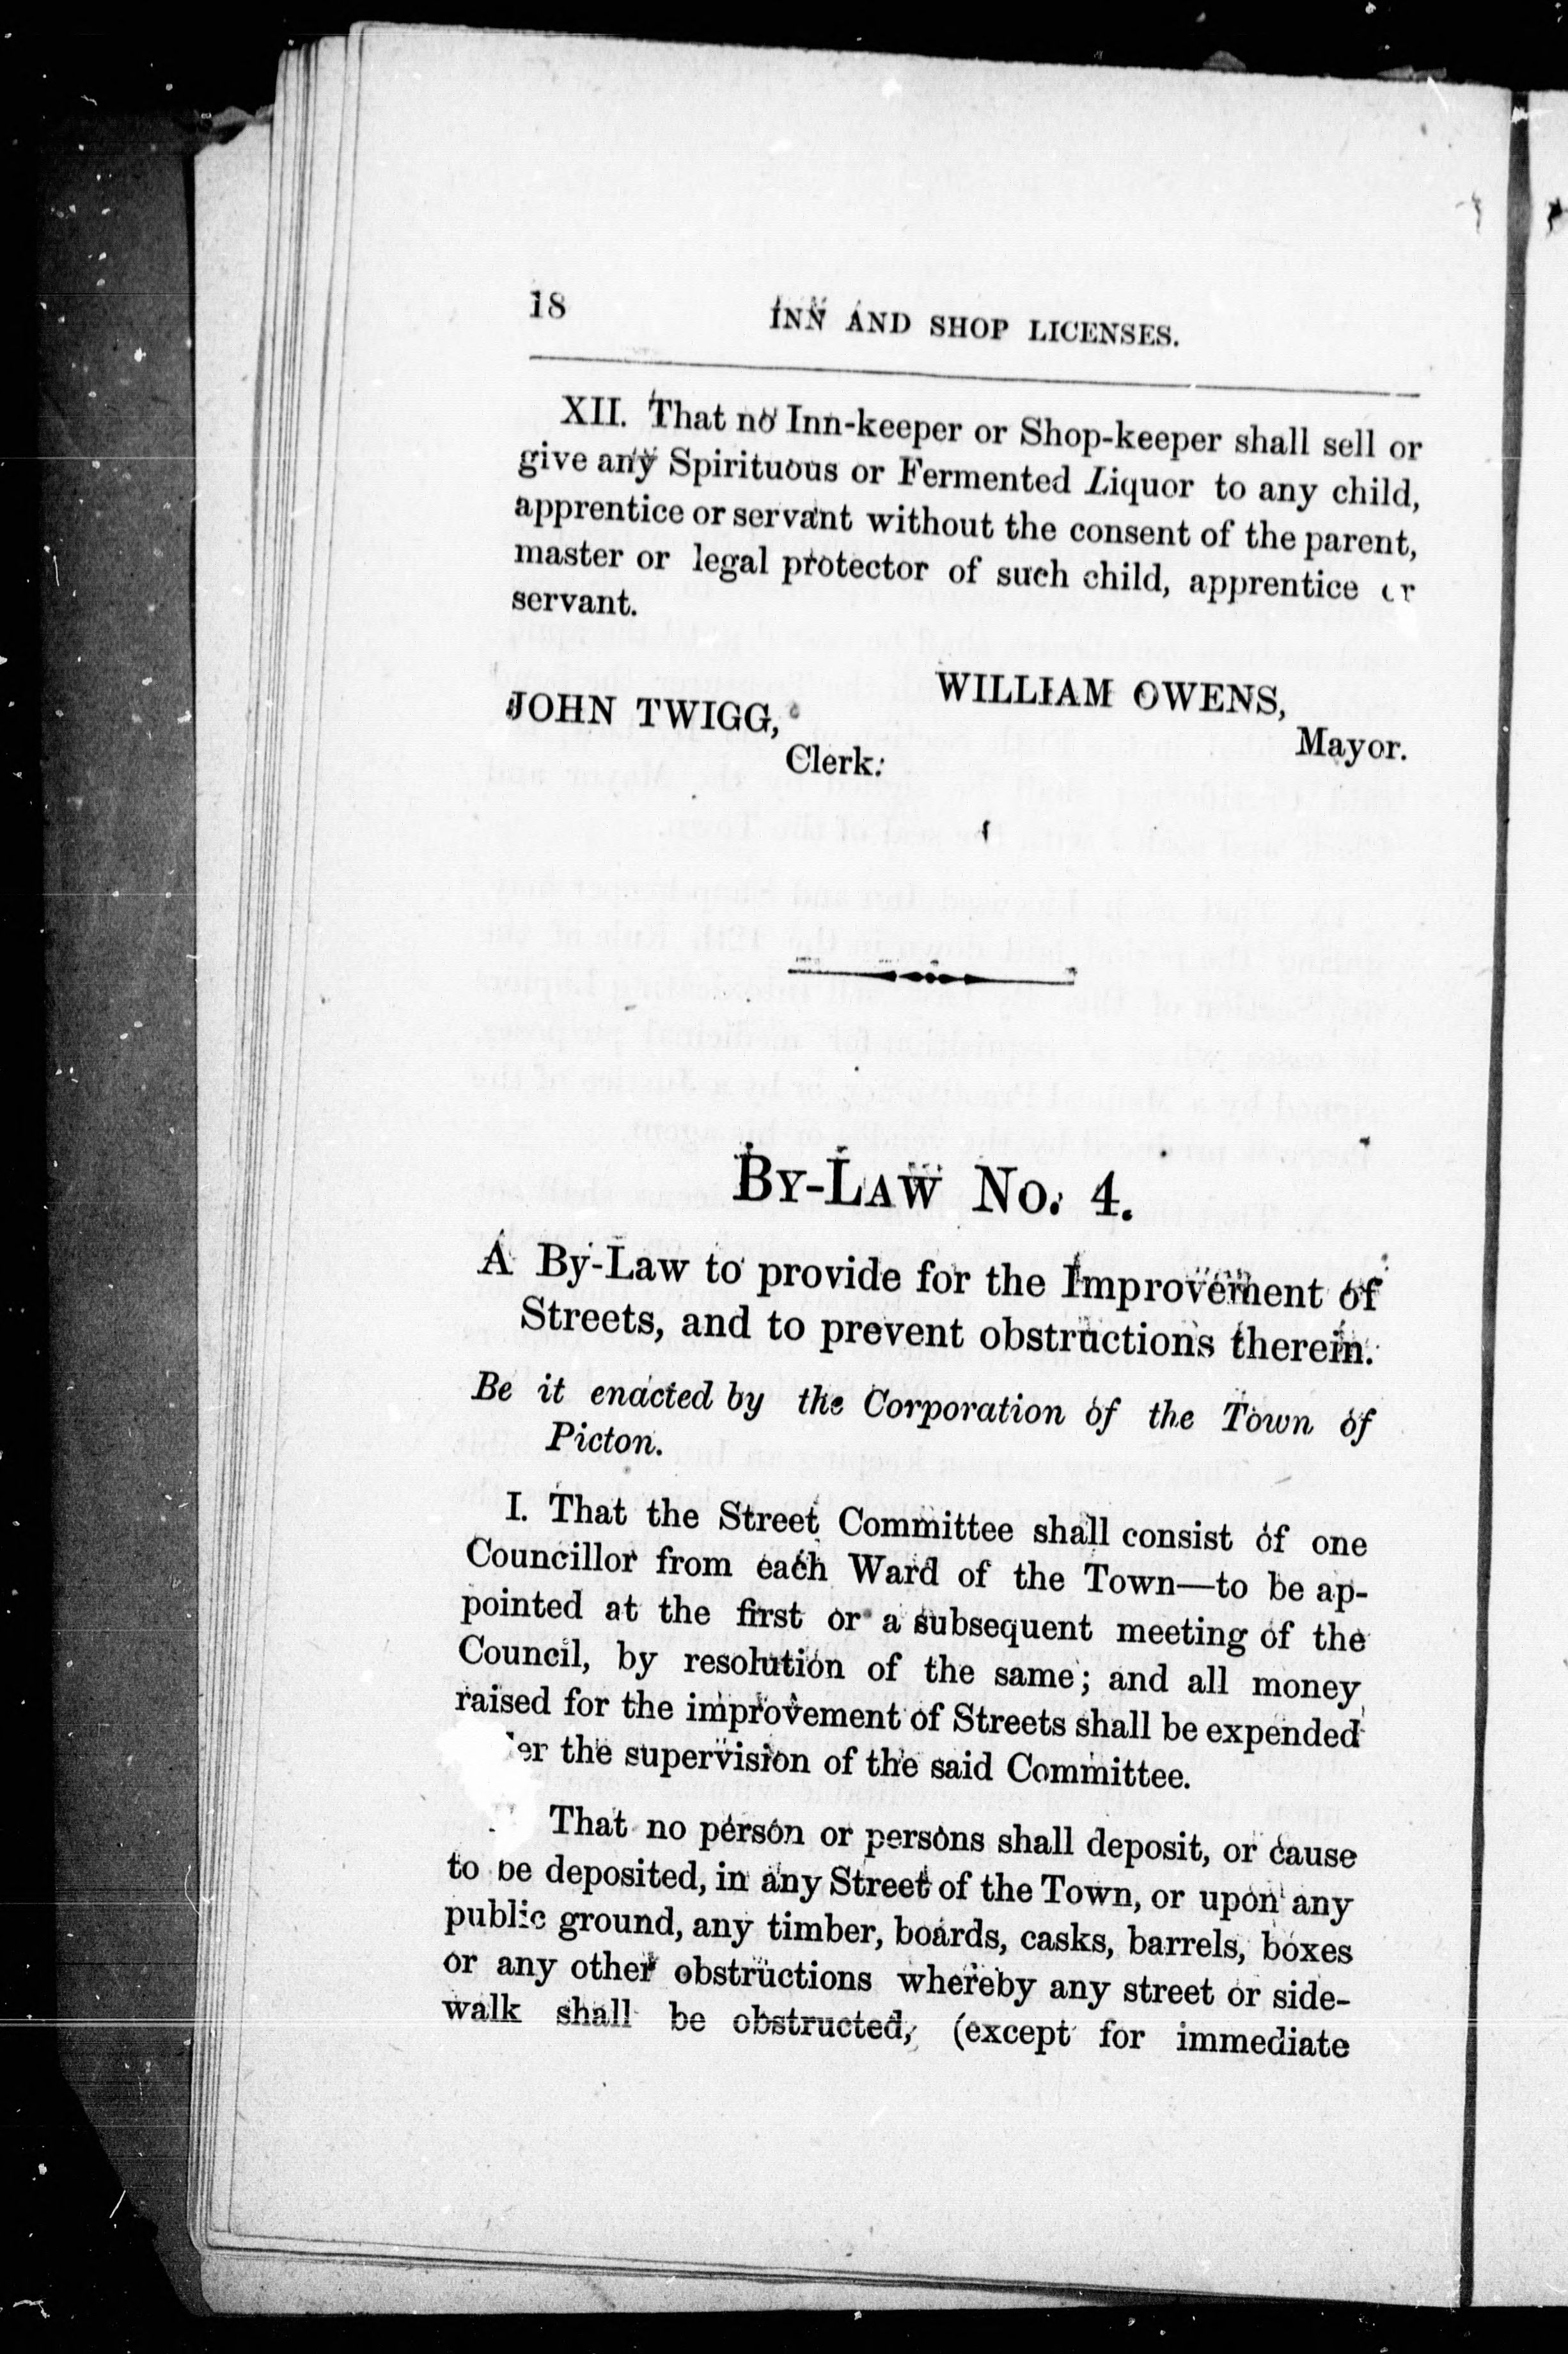 18 INN AND SHOP LICENSES.
XII. That no Inn-keeper or Shop-keeper shall sell or
give any Spirituous or Fermented Liquor to any child,
apprentice or servant without the consent of the parent,
master or legal protector of such child, apprentice or
servant.
WILLIAM OWENS,
Mayor.
JOHN TWIGG,
Clerk.
BY-LAW No. 4.
A By-Law to provide for the Improvement of
Streets, and to prevent obstructions therein.
Be it enacted by the Corporation of the Town of
Picton.
I. That the Street Committee shall consist of one
Councillor from each Ward of the Town—to be ap-
pointed at the first or a subsequent meeting of the
Council, by resolution of the same; and all money
raised for the improvement of Streets shall be expended
er the supervision of the said Committee.
That no person or persons shall deposit, or cause
to be deposited, in any Street of the Town, or upon any
public ground, any timber, boards, casks, barrels, boxes
or any other obstructions whereby any street or side-
walk shall be obstructed, (except for immediate